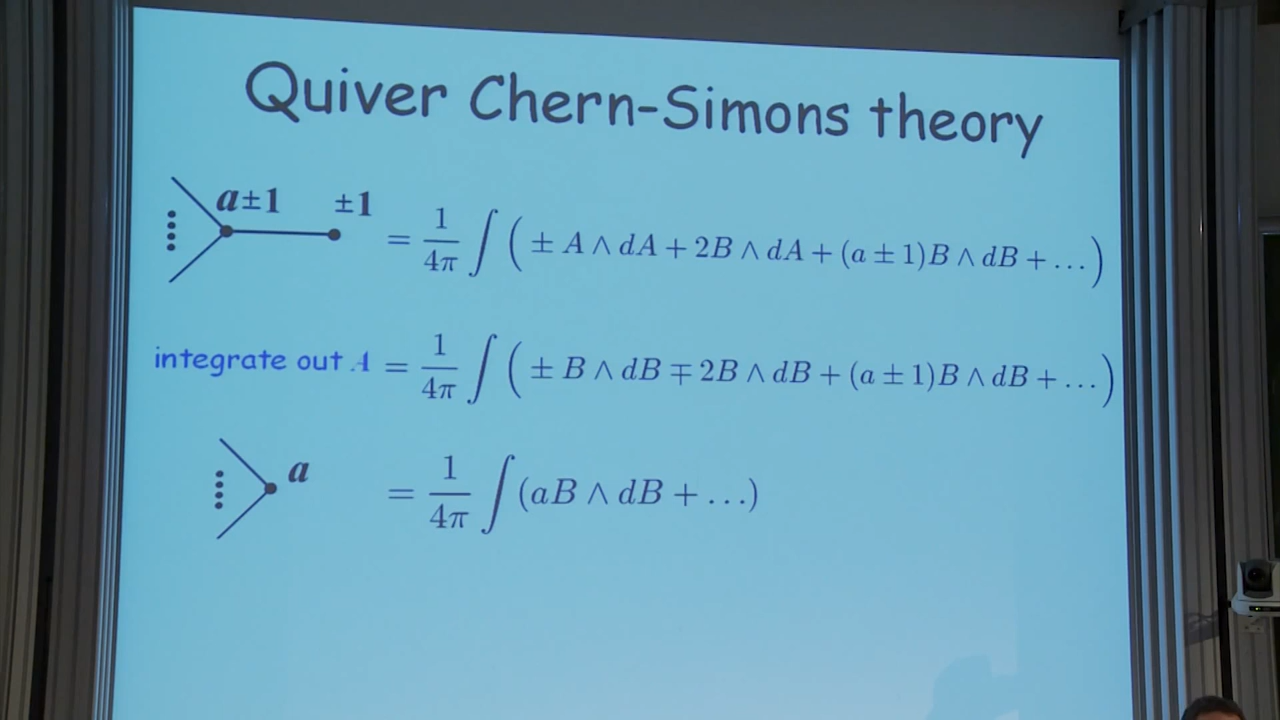 Quiver Chern-Simons theory
a±1 ±1 = 1/4π ∫ ( ± A ∧ dA + 2B ∧ dA + (a ± 1)B ∧ dB + … )
integrate out A = 1/4π ∫ ( ± B ∧ dB ∓ 2B ∧ dB + (a ± 1)B ∧ dB + … )
a = 1/4π ∫ (aB ∧ dB + …)